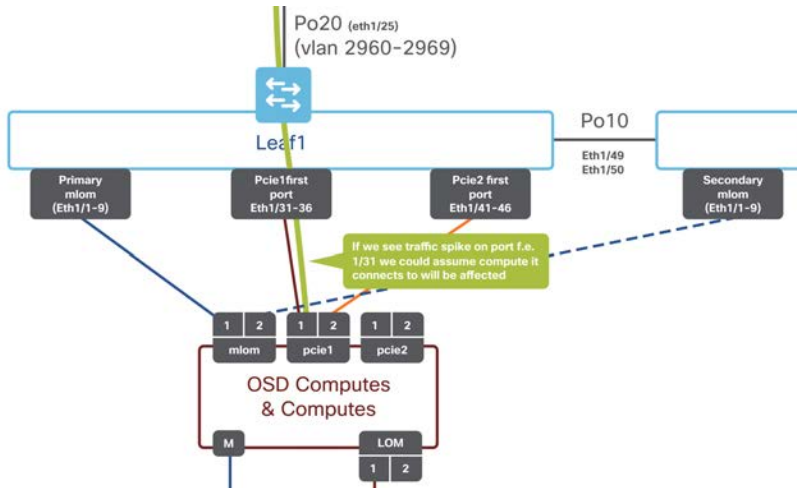 Po20 (eth1/25)
(vlan 2960-2969)
Leaf1
Po10
Eth1/49
Eth1/50
Primary
mlom
(Eth1/1-9)
Pcie1first
port
Eth1/31-36
Pcie2 first
port
Eth1/41-46
Secondary
mlom
(Eth1/1-9)
If we see traffic spike on port f.e.
1/31 we could assume compute it
connects to will be affected
1 2
mlom
1 2
pcie1
1 2
pcie2
OSD Computes
& Computes
M
LOM
1 2